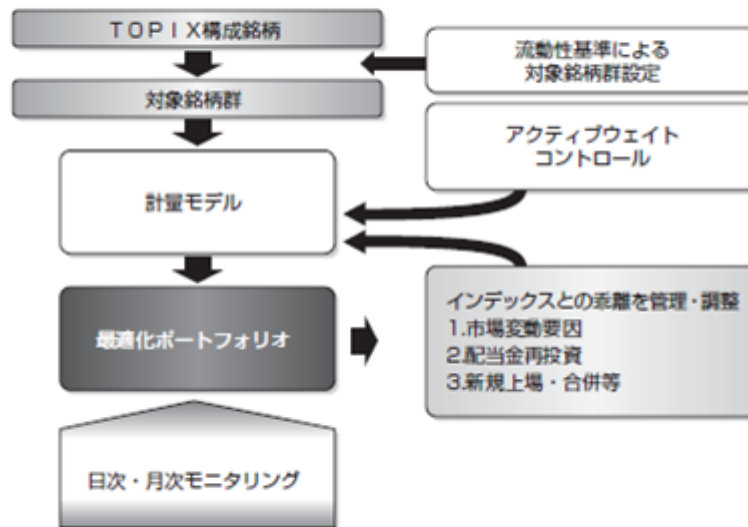 TOPIX構成銘柄
流動性基準による
対象銘柄群設定
対象銘柄群
アクティブウェイト
コントロール
計量モデル
最適化ポートフォリオ
インデックスとの乖離を管理・調整
1.市場変動要因
2.配当金再投資
3.新規上場・合併等
日次・月次モニタリング